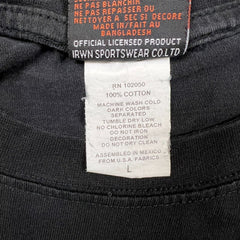 NE PAS BLANCHIR
NE PAS REPASSER OU
NETTOYER A SEC SI DECORE
MADE IN/FAIT AU
BANGLADESH
OFFICIAL LICENSED PRODUCT
IRWN SPORTSWEAR CO.LTD
RN 102050
100% COTTON
MACHINE WASH COLD
DARK COLORS
SEPARATED
TUMBLE DRY LOW
NO CHLORINE BLEACH
DO NOT IRON
DECORATION
DO NOT DRY CLEAN
ASSEMBLED IN MEXICO
FROM U.S.A. FABRICS
L